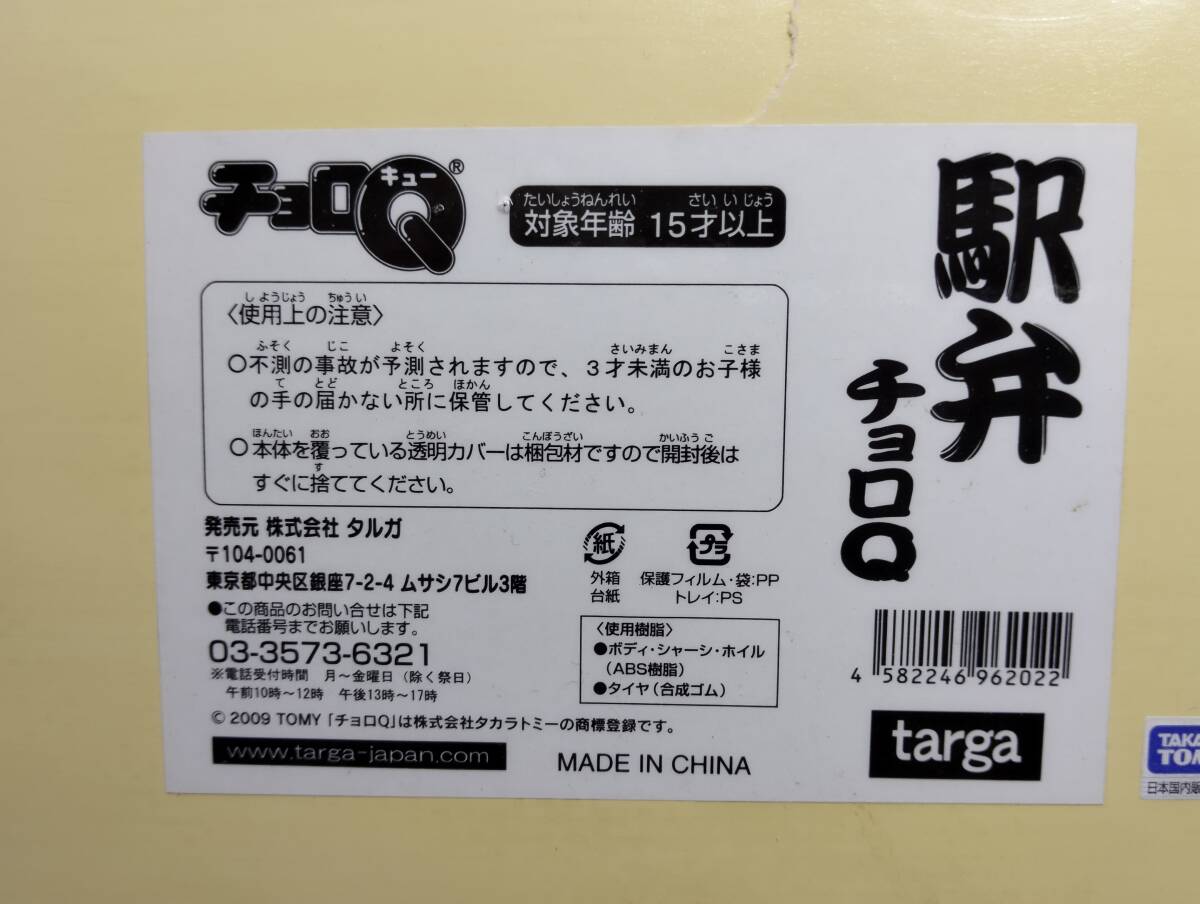 チョロQ®
キュー
たいしょうねんれい さいいじょう
対象年齢 15才以上
しようじょう ちゅうい
〈使用上の注意〉
ふそく じこ よそく さいみまん こさま
○不測の事故が予測されますので、3才未満のお子様
て とど ところ ほかん
の手の届かない所に保管してください。
ほんたい おお とうめい こんぽうざい かいふうご
○本体を覆っている透明カバーは梱包材ですので開封後は
す
すぐに捨ててください。
発売元 株式会社 タルガ
〒104-0061
東京都中央区銀座7-2-4 ムサシ7ビル3階
●この商品のお問い合せは下記
電話番号までお願いします。
03-3573-6321
※電話受付時間 月〜金曜日（除く祭日）
午前10時〜12時 午後13時〜17時
© 2009 TOMY 「チョロQ」は株式会社タカラトミーの商標登録です。
www.targa-japan.com
紙
外箱
台紙
プラ
保護フィルム・袋:PP
トレイ:PS
〈使用樹脂〉
●ボディ・シャーシ・ホイル
（ABS樹脂）
●タイヤ（合成ゴム）
MADE IN CHINA
駅弁
チョロQ
4 582246 962022
targa
TAKA
TOM
日本国内販